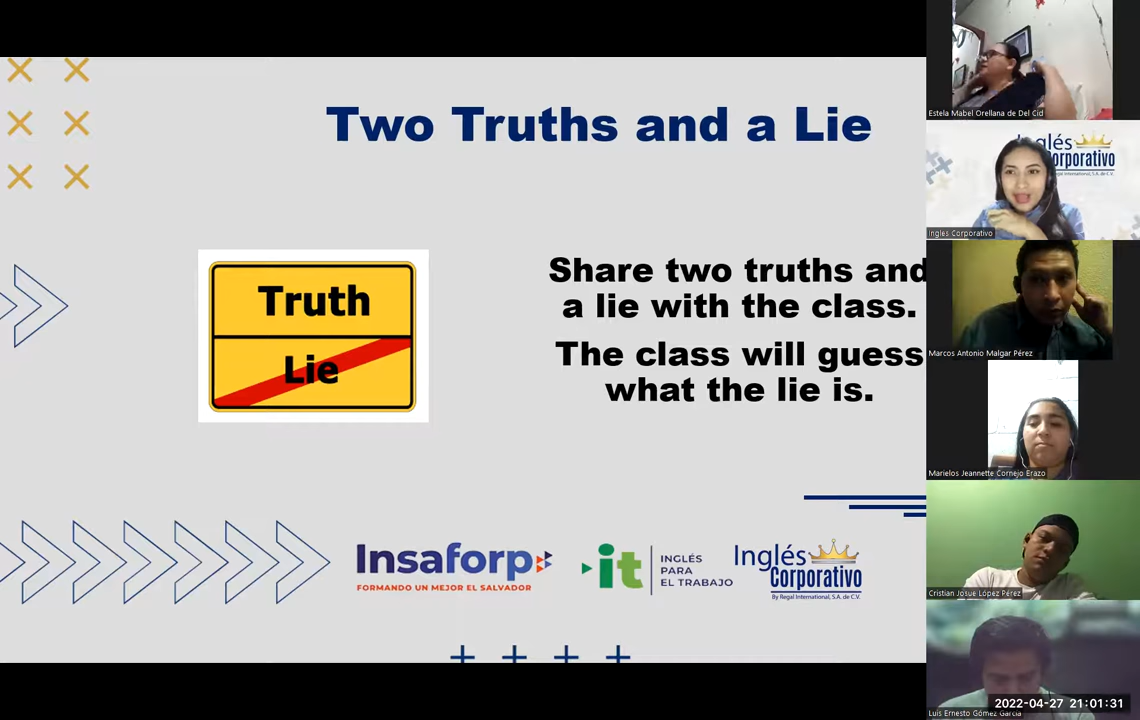 Two Truths and a Lie
Truth
Lie
Share two truths and
a lie with the class.
The class will guess
what the lie is.
Insaforp
FORMANDO UN MEJOR EL SALVADOR
it
INGLÉS
PARA
EL TRABAJO
Inglés
Corporativo
By Regal International, S.A. de C.V.
Estela Mabel Orellana de Del Cid
Inglés Corporativo
Marcos Antonio Malgar Pérez
Marielos Jeannette Cornejo Erazo
Cristian Josue López Pérez
Luis Ernesto Gómez García
2022-04-27 21:01:31